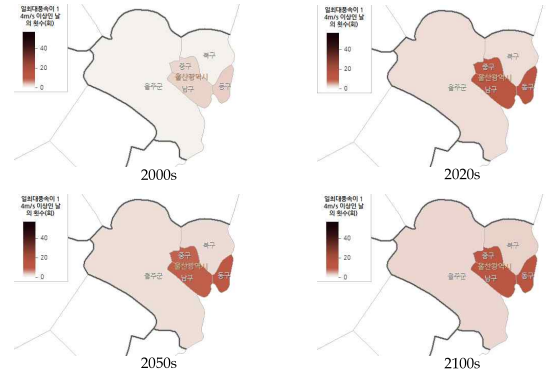 일최대풍속이 1
4m/s 이상인 날
의 횟수(회)
40
20
0
북구
중구
울산광역시
울주군
남구
동구
2000s
일최대풍속이 1
4m/s 이상인 날
의 횟수(회)
40
20
0
북구
중구
울산광역시
울주군
남구
동구
2020s
일최대풍속이 1
4m/s 이상인 날
의 횟수(회)
40
20
0
북구
중구
울산광역시
울주군
남구
동구
2050s
일최대풍속이 1
4m/s 이상인 날
의 횟수(회)
40
20
0
북구
중구
울산광역시
울주군
남구
동구
2100s